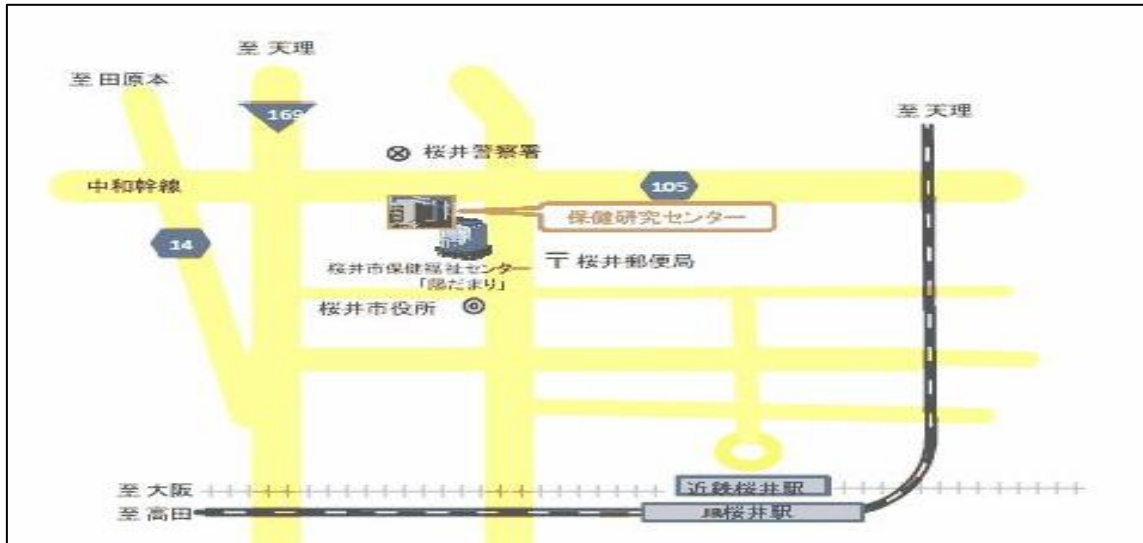 至 天理
至 田原本
169
至 天理
桜井警察署
中和幹線
105
保健研究センター
14
桜井郵便局
桜井市保健福祉センター
「陽だまり」
桜井市役所
至 大阪
近鉄桜井駅
至 高田
JR桜井駅